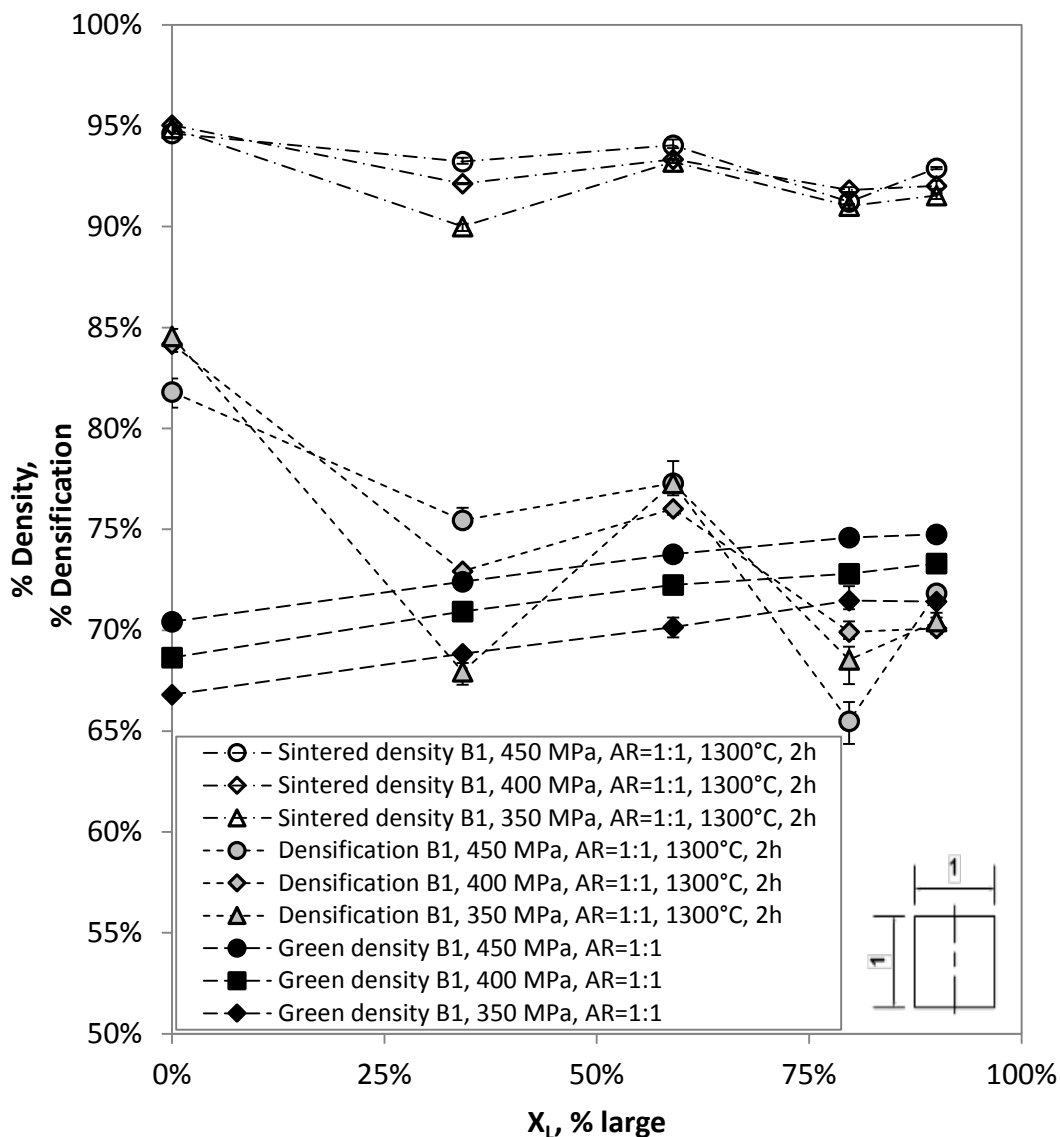 100%
95%
90%
85%
80%
75%
70%
65%
60%
55%
50%
% Density,
% Densification
Sintered density B1, 450 MPa, AR=1:1, 1300°C, 2h
Sintered density B1, 400 MPa, AR=1:1, 1300°C, 2h
Sintered density B1, 350 MPa, AR=1:1, 1300°C, 2h
Densification B1, 450 MPa, AR=1:1, 1300°C, 2h
Densification B1, 400 MPa, AR=1:1, 1300°C, 2h
Densification B1, 350 MPa, AR=1:1, 1300°C, 2h
Green density B1, 450 MPa, AR=1:1
Green density B1, 400 MPa, AR=1:1
Green density B1, 350 MPa, AR=1:1
1
1
0%
25%
50%
75%
100%
X_L, % large